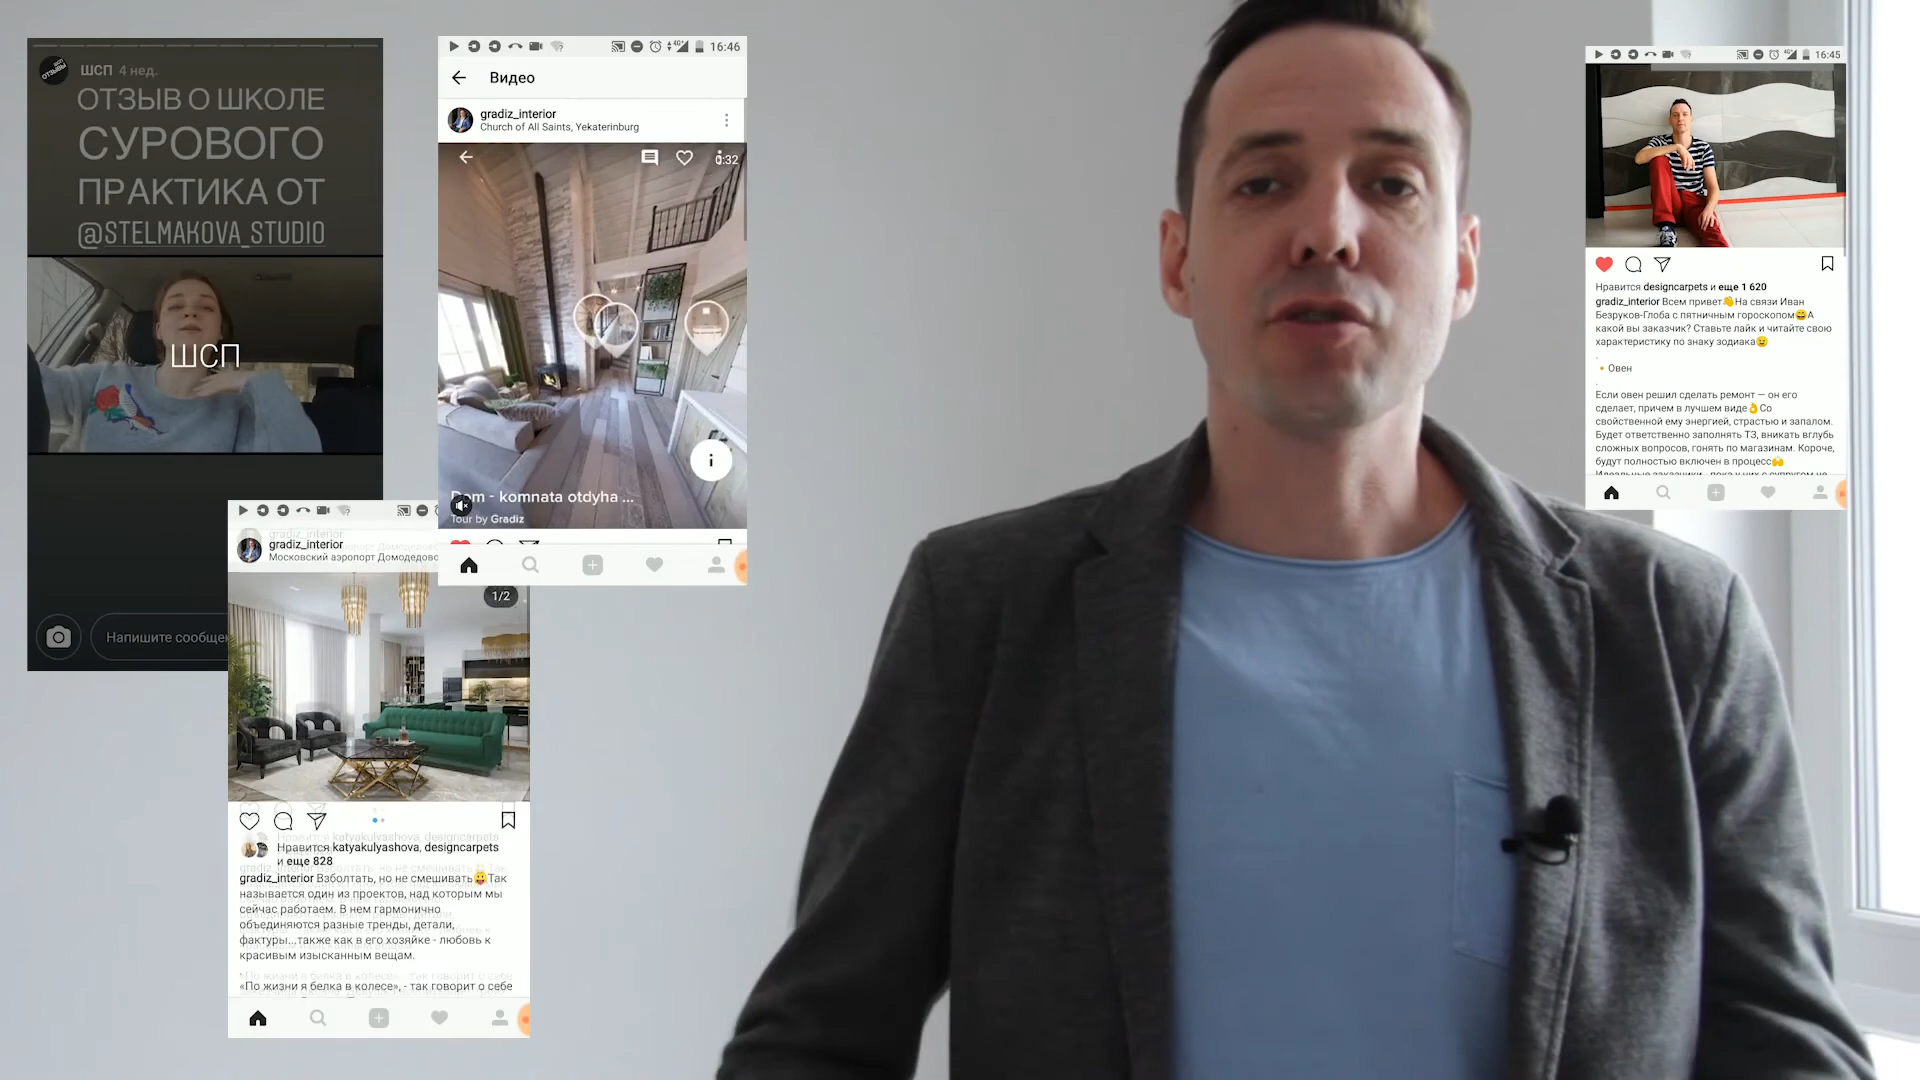 ШСП 4 нед.
ОТЗЫВЫ
ОТЗЫВ О ШКОЛЕ
СУРОВОГО
ПРАКТИКА ОТ
@STELMAKOVA_STUDIO
ШСП
16:46
Видео
gradiz_interior
Church of All Saints, Yekaterinburg
0:32
i
Dom - komnata otdyha ...
Tour by Gradiz
gradiz_interior
Московский аэропорт Домодедово
1/2
Нравится katyakulyashova, designcarpets
и еще 828
gradiz_interior Взболтать, но не смешивать😛Так
называется один из проектов, над которым мы
сейчас работаем. В нем гармонично
объединяются разные тренды, детали,
фактуры...также как в его хозяйке - любовь к
красивым изысканным вещам.
«По жизни я белка в колесе», - так говорит о себе
16:45
Нравится designcarpets и еще 1 620
gradiz_interior Всем привет👋На связи Иван
Безруков-Глоба с пятничным гороскопом😄А
какой вы заказчик? Ставьте лайк и читайте свою
характеристику по знаку зодиака😉
.
🔸Овен
.
Если овен решил сделать ремонт — он его
сделает, причем в лучшем виде👌Со
свойственной ему энергией, страстью и запалом.
Будет ответственно заполнять ТЗ, вникать вглубь
сложных вопросов, гонять по магазинам. Короче,
будут полностью включен в процесс🙌